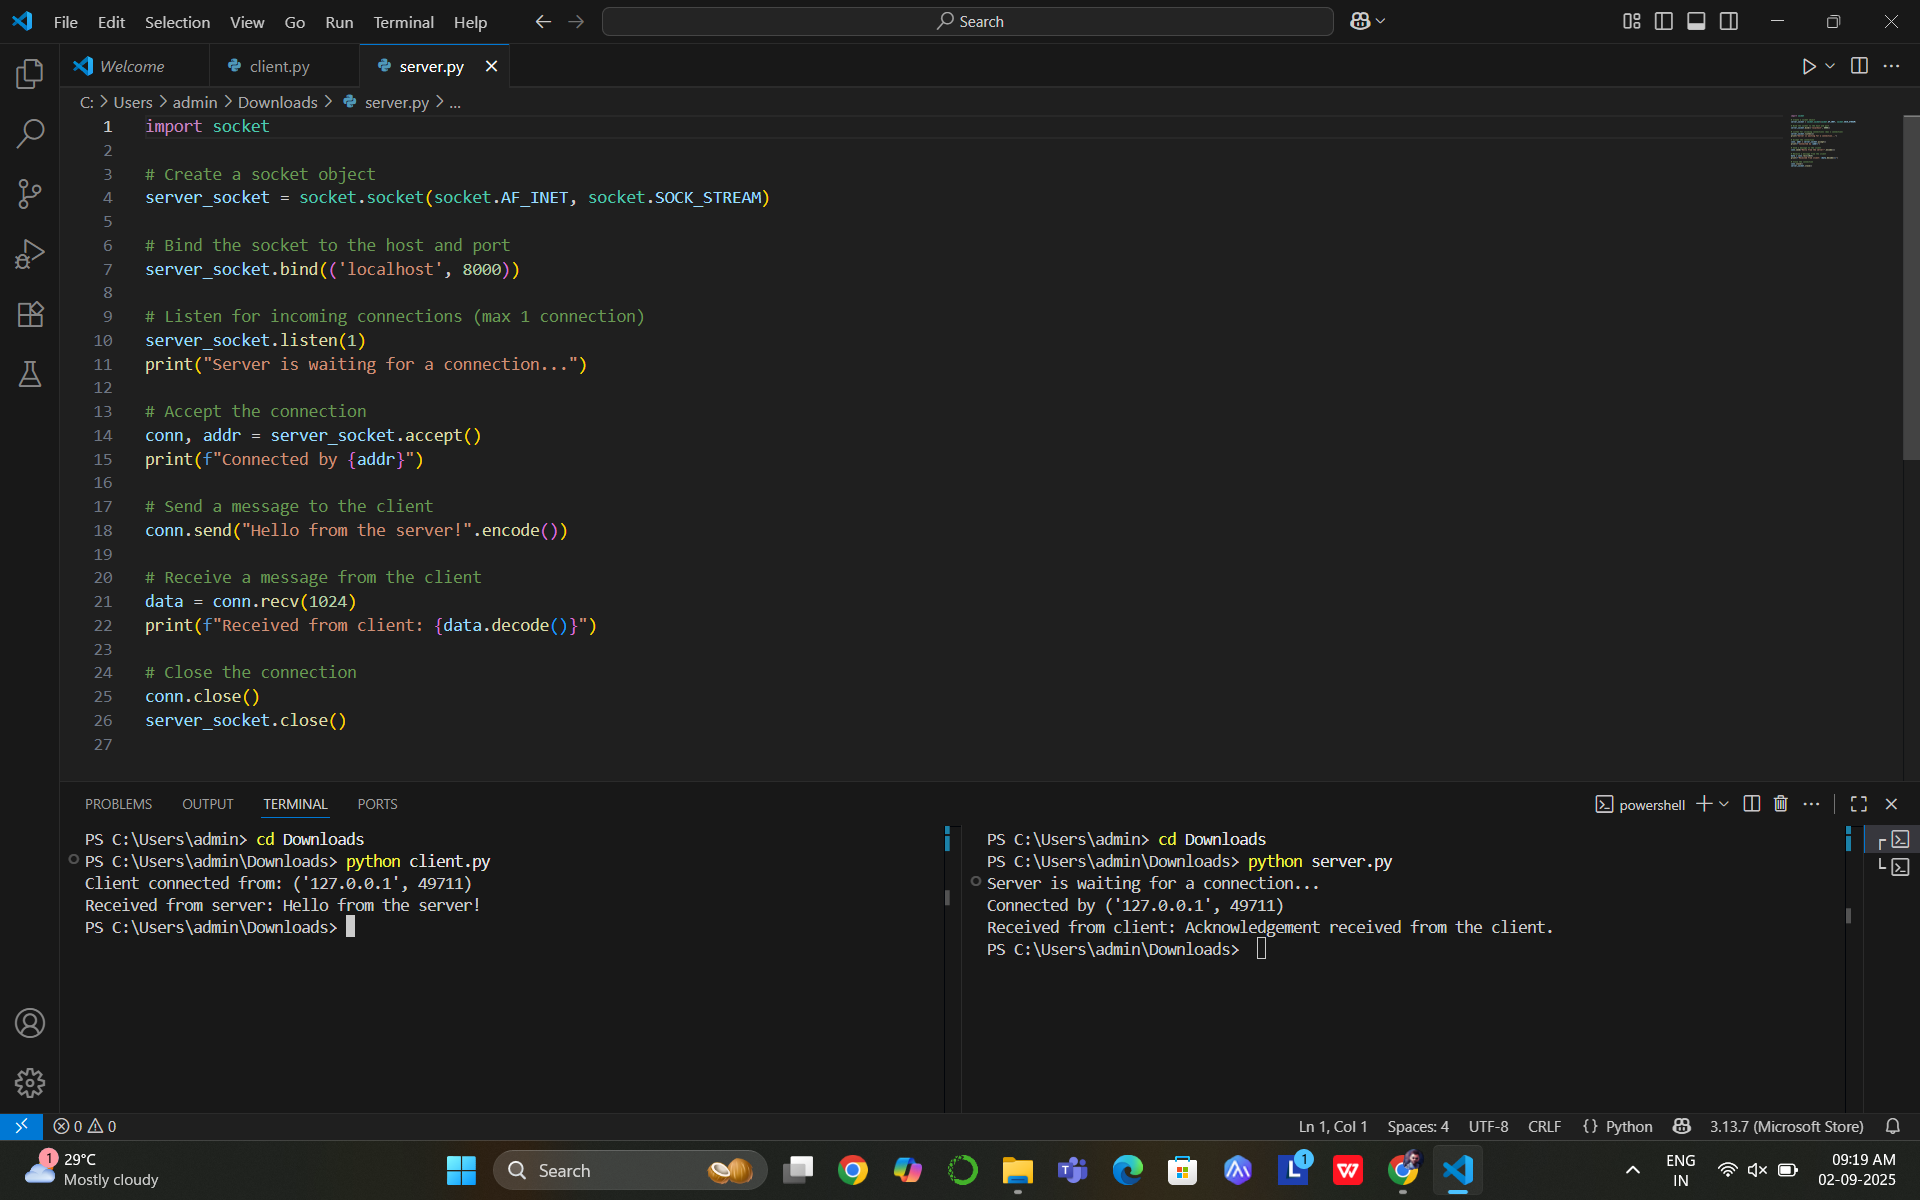 File Edit Selection View Go Run Terminal Help
Search
Welcome client.py server.py
C: > Users > admin > Downloads > server.py > ...
1 import socket
2
3 # Create a socket object
4 server_socket = socket.socket(socket.AF_INET, socket.SOCK_STREAM)
5
6 # Bind the socket to the host and port
7 server_socket.bind(('localhost', 8000))
8
9 # Listen for incoming connections (max 1 connection)
10 server_socket.listen(1)
11 print("Server is waiting for a connection...")
12
13 # Accept the connection
14 conn, addr = server_socket.accept()
15 print(f"Connected by {addr}")
16
17 # Send a message to the client
18 conn.send("Hello from the server!".encode())
19
20 # Receive a message from the client
21 data = conn.recv(1024)
22 print(f"Received from client: {data.decode()}")
23
24 # Close the connection
25 conn.close()
26 server_socket.close()
27
PROBLEMS OUTPUT TERMINAL PORTS
powershell
PS C:\Users\admin> cd Downloads
PS C:\Users\admin\Downloads> python client.py
Client connected from: ('127.0.0.1', 49711)
Received from server: Hello from the server!
PS C:\Users\admin\Downloads>
PS C:\Users\admin> cd Downloads
PS C:\Users\admin\Downloads> python server.py
Server is waiting for a connection...
Connected by ('127.0.0.1', 49711)
Received from client: Acknowledgement received from the client.
PS C:\Users\admin\Downloads>
0 0
Ln 1, Col 1 Spaces: 4 UTF-8 CRLF {} Python 3.13.7 (Microsoft Store)
1
29°C
Mostly cloudy
Search
L 1
W
ENG
IN
09:19 AM
02-09-2025